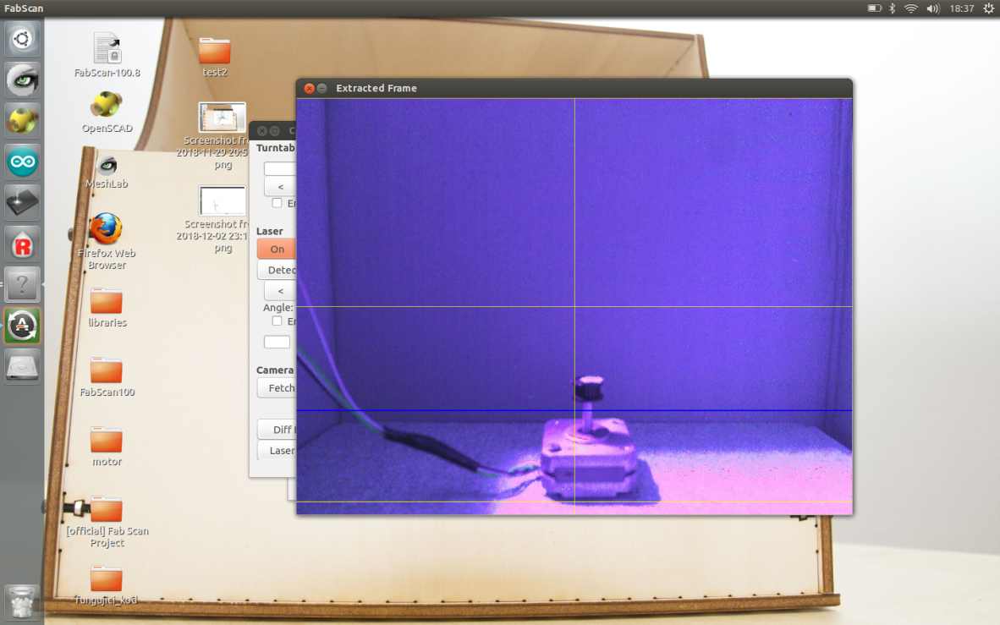 FabScan
18:37
FabScan-100.8
test2
OpenSCAD
Screenshot fr
2018-11-29 20:5
png
MeshLab
Screenshot fr
2018-12-02 23:1
png
Firefox Web
Browser
libraries
FabScan100
motor
[official] Fab Scan
Project
fungujici_kod
Extracted Frame
C
Turntab
<
E
Laser
On
Detec
<
Angle:
E
Camera
Fetch
Diff
Laser
R
A
?